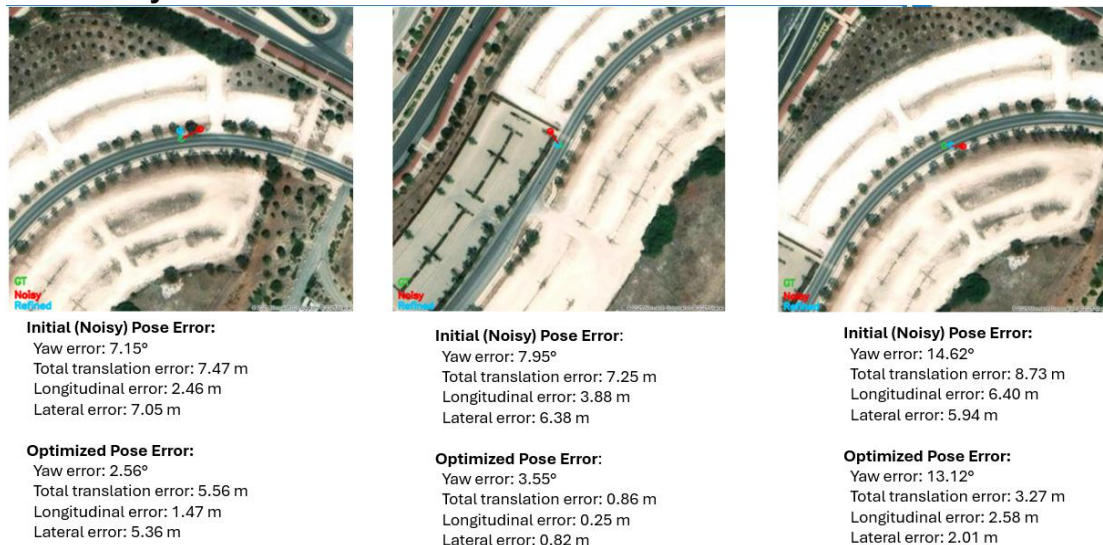 GT
Noisy
Refined
Initial (Noisy) Pose Error:
Yaw error: 7.15°
Total translation error: 7.47 m
Longitudinal error: 2.46 m
Lateral error: 7.05 m
Optimized Pose Error:
Yaw error: 2.56°
Total translation error: 5.56 m
Longitudinal error: 1.47 m
Lateral error: 5.36 m
GT
Noisy
Refined
Initial (Noisy) Pose Error:
Yaw error: 7.95°
Total translation error: 7.25 m
Longitudinal error: 3.88 m
Lateral error: 6.38 m
Optimized Pose Error:
Yaw error: 3.55°
Total translation error: 0.86 m
Longitudinal error: 0.25 m
Lateral error: 0.82 m
GT
Noisy
Refined
Initial (Noisy) Pose Error:
Yaw error: 14.62°
Total translation error: 8.73 m
Longitudinal error: 6.40 m
Lateral error: 5.94 m
Optimized Pose Error:
Yaw error: 13.12°
Total translation error: 3.27 m
Longitudinal error: 2.58 m
Lateral error: 2.01 m